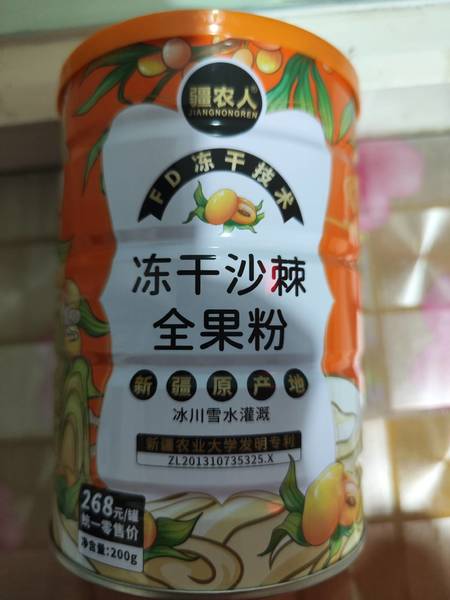 疆农人®
JIANGNONGREN
FD冻干技术
冻干沙棘
全果粉
新疆原产地
冰川雪水灌溉
新疆农业大学发明专利
ZL201310735325.X
268元/罐
统一零售价
净含量:200g